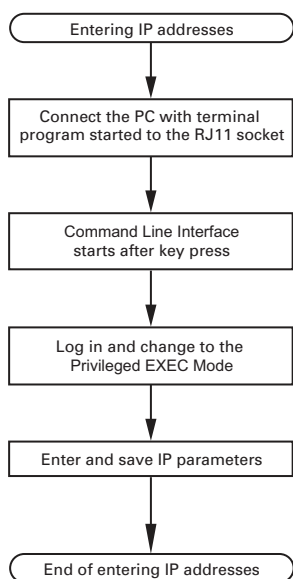 Entering IP addresses
Connect the PC with terminal
program started to the RJ11 socket
Command Line Interface
starts after key press
Log in and change to the
Privileged EXEC Mode
Enter and save IP parameters
End of entering IP addresses